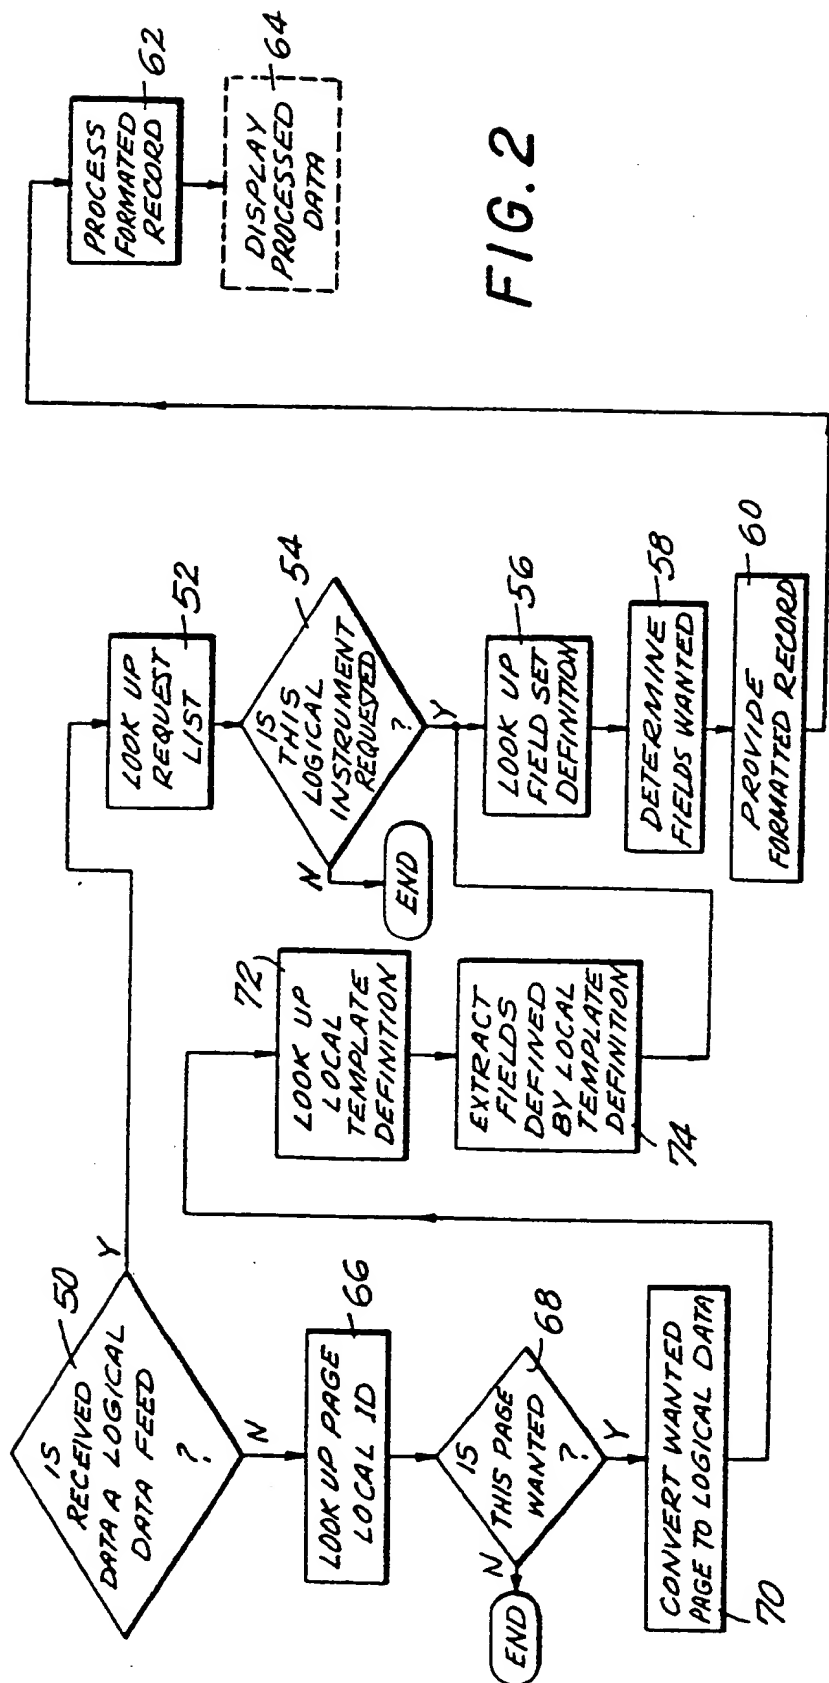 IS
RECEIVED
DATA A LOGICAL
DATA FEED
?
50
Y
N
LOOK UP PAGE
LOCAL ID
66
IS
THIS PAGE
WANTED
?
68
N
END
Y
CONVERT WANTED
PAGE TO LOGICAL DATA
70
LOOK UP
LOCAL
TEMPLATE
DEFINITION
72
EXTRACT
FIELDS
DEFINED
BY LOCAL
TEMPLATE
DEFINITION
74
LOOK UP
REQUEST
LIST
52
IS
THIS
LOGICAL
INSTRUMENT
REQUESTED
?
54
N
END
Y
LOOK UP
FIELD SET
DEFINITION
56
DETERMINE
FIELDS WANTED
58
PROVIDE
FORMATTED RECORD
60
PROCESS
FORMATED
RECORD
62
DISPLAY
PROCESSED
DATA
64
FIG. 2